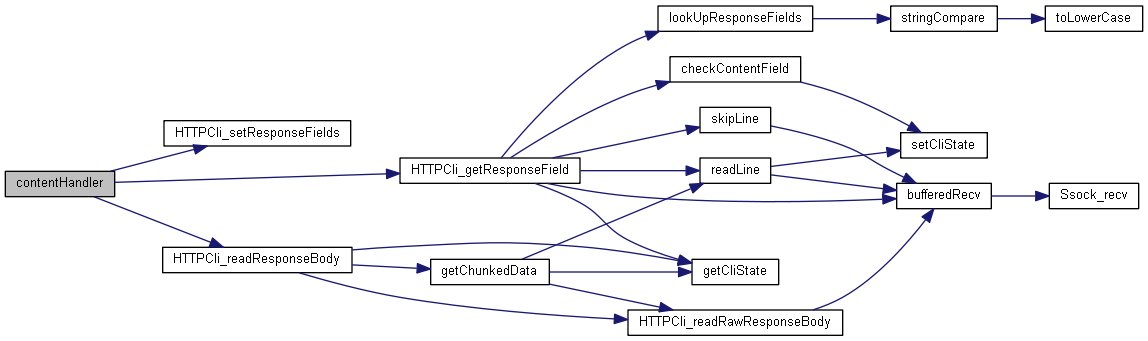 lookUpResponseFields
stringCompare
toLowerCase
checkContentField
HTTPCli_setResponseFields
skipLine
setCliState
contentHandler
HTTPCli_getResponseField
readLine
bufferedRecv
Ssock_recv
HTTPCli_readResponseBody
getChunkedData
getCliState
HTTPCli_readRawResponseBody